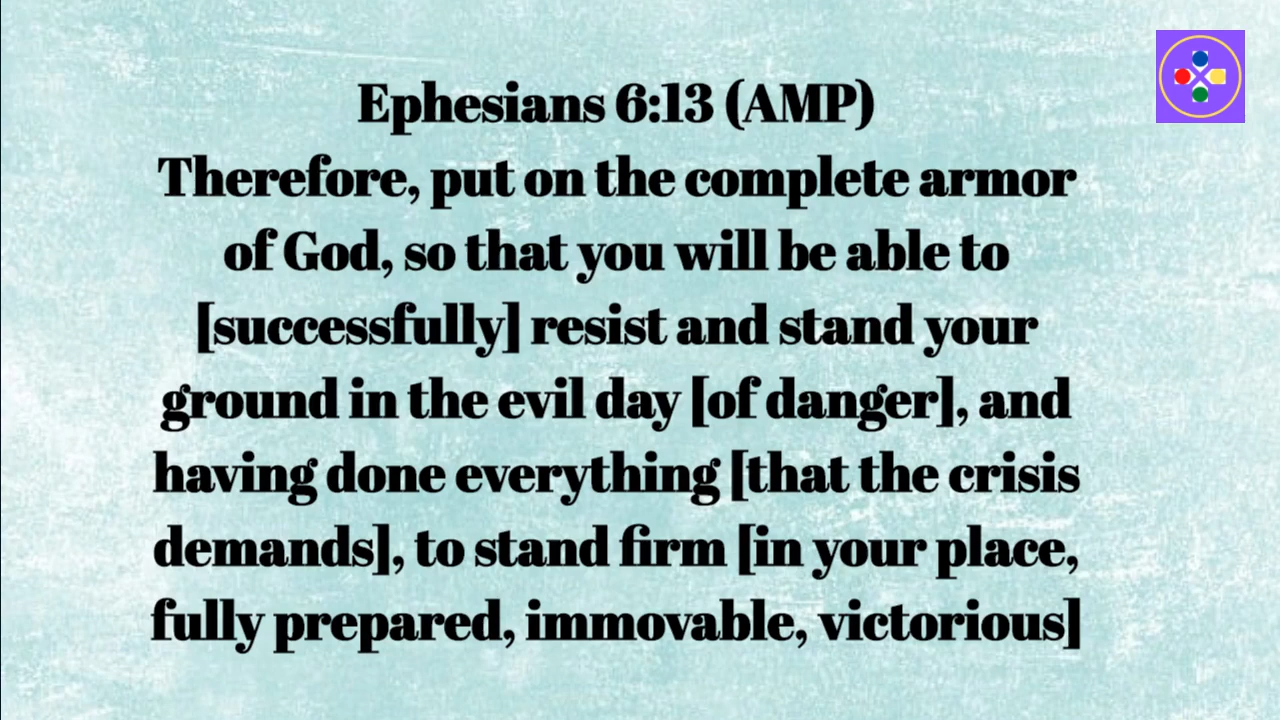 Ephesians 6:13 (AMP)
Therefore, put on the complete armor
of God, so that you will be able to
[successfully] resist and stand your
ground in the evil day [of danger], and
having done everything [that the crisis
demands], to stand firm [in your place,
fully prepared, immovable, victorious]